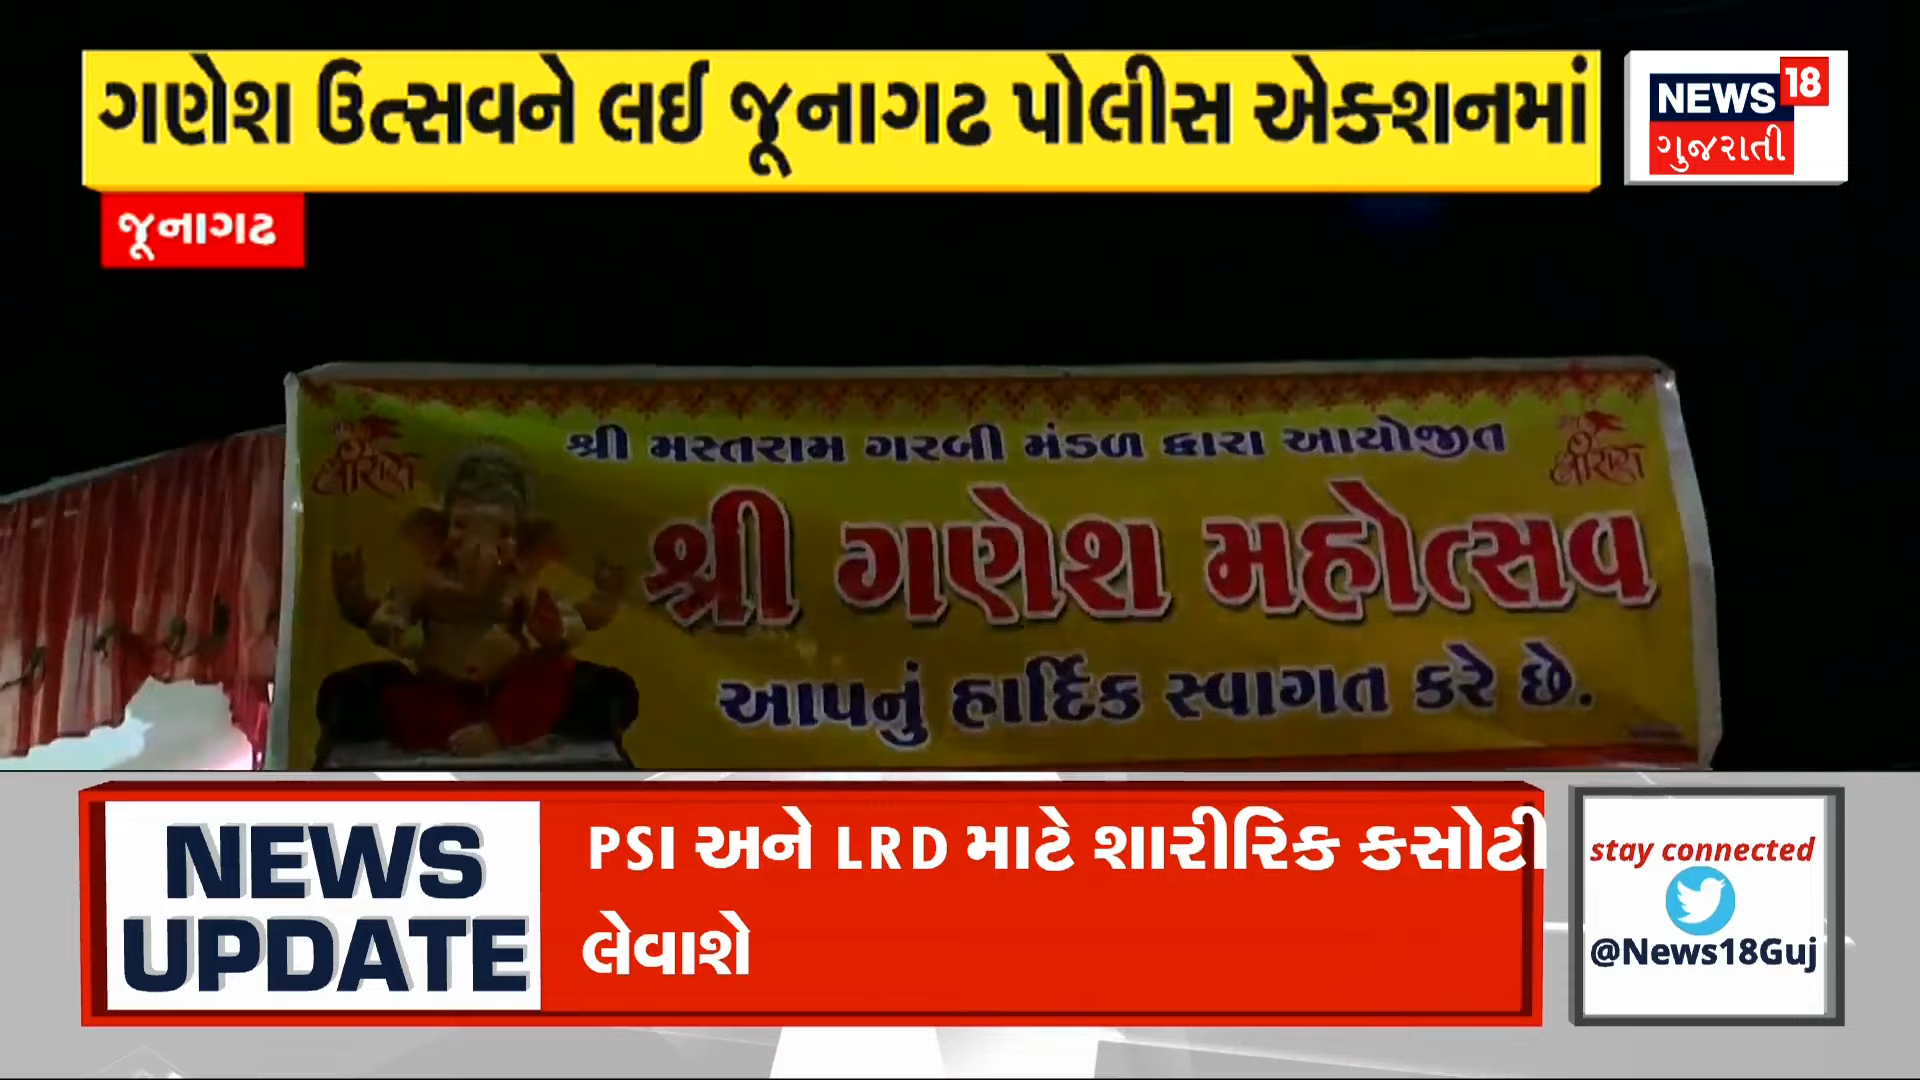 ગણેશ ઉત્સવને લઈ જૂનાગઢ પોલીસ એક્શનમાં
NEWS 18
ગુજરાતી
જૂનાગઢ
શ્રી મસ્તરામ ગરબી મંડળ દ્વારા આયોજીત
શ્રી ગણેશ મહોત્સવ
આપનું હાર્દિક સ્વાગત કરે છે.
NEWS
UPDATE
PSI અને LRD માટે શારીરિક કસોટી
લેવાશે
stay connected
@News18Guj